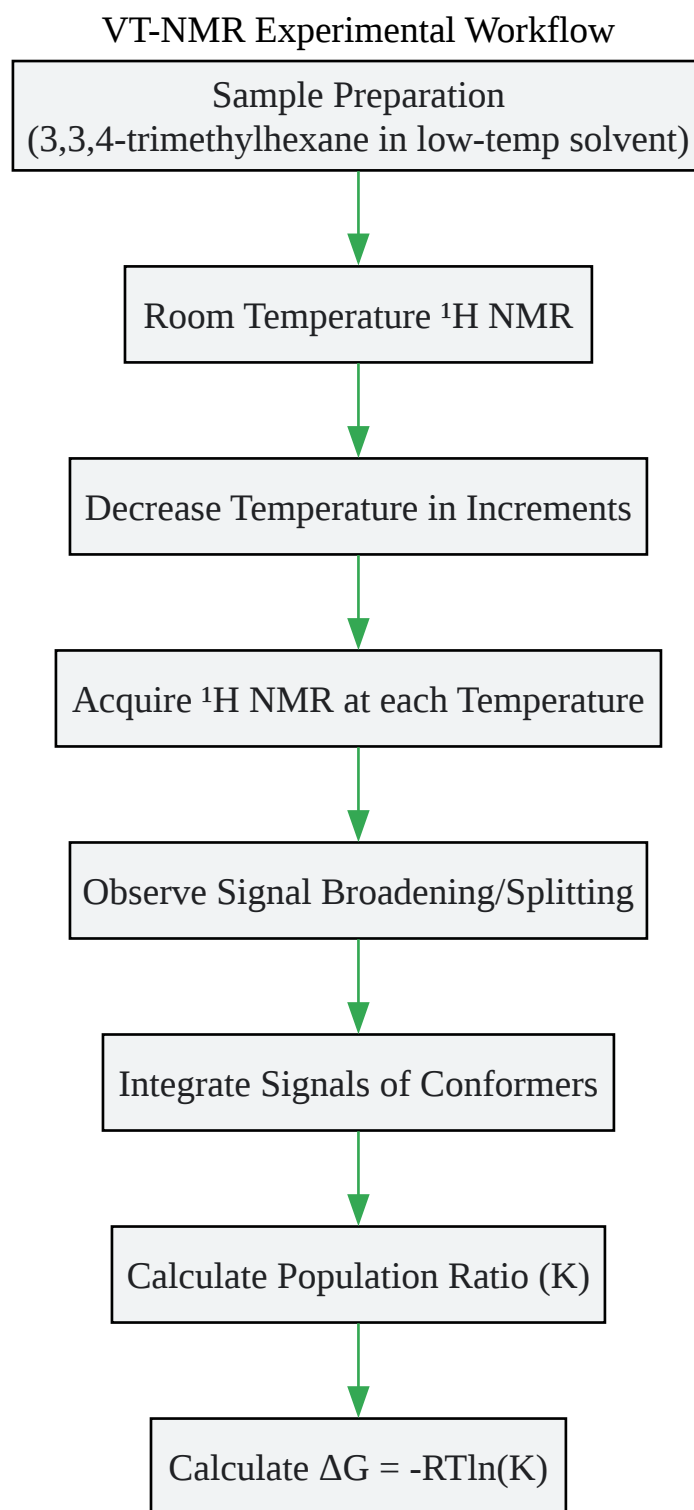 VT-NMR Experimental Workflow
Sample Preparation
(3,3,4-trimethylhexane in low-temp solvent)
Room Temperature ¹H NMR
Decrease Temperature in Increments
Acquire ¹H NMR at each Temperature
Observe Signal Broadening/Splitting
Integrate Signals of Conformers
Calculate Population Ratio (K)
Calculate ΔG = -RTln(K)